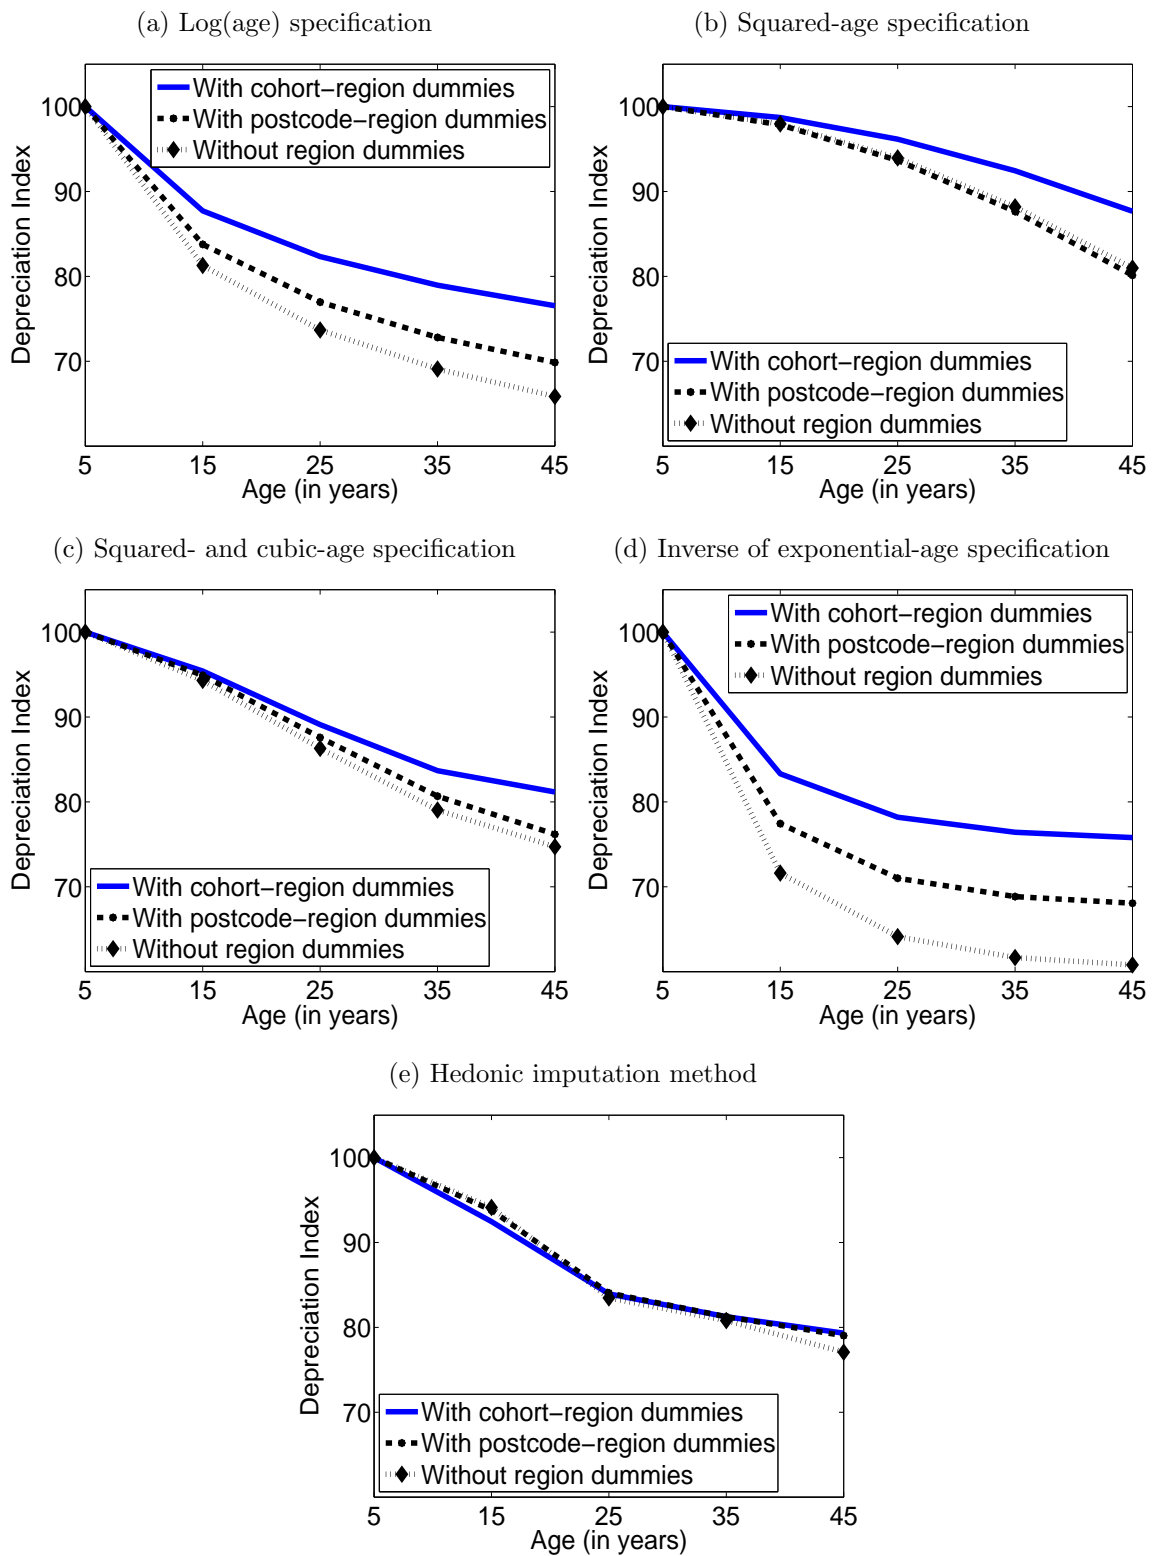 (a) Log(age) specification
With cohort−region dummies
With postcode−region dummies
Without region dummies
100
90
80
70
Depreciation Index
5 15 25 35 45
Age (in years)
(b) Squared-age specification
100
90
80
70
Depreciation Index
With cohort−region dummies
With postcode−region dummies
Without region dummies
5 15 25 35 45
Age (in years)
(c) Squared- and cubic-age specification
100
90
80
70
Depreciation Index
With cohort−region dummies
With postcode−region dummies
Without region dummies
5 15 25 35 45
Age (in years)
(d) Inverse of exponential-age specification
With cohort−region dummies
With postcode−region dummies
Without region dummies
100
90
80
70
Depreciation Index
5 15 25 35 45
Age (in years)
(e) Hedonic imputation method
100
90
80
70
Depreciation Index
With cohort−region dummies
With postcode−region dummies
Without region dummies
5 15 25 35 45
Age (in years)